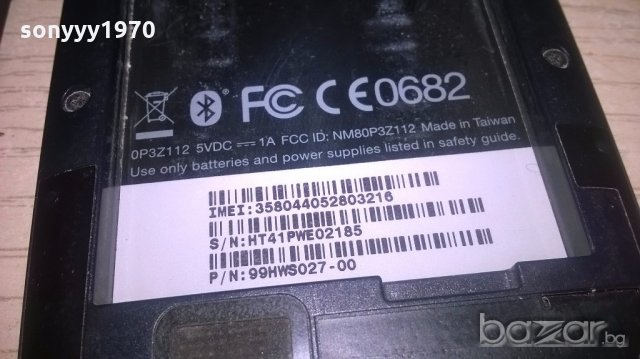 sonyyy1970
FC CE0682
0P3Z112 5VDC ⎓ 1A FCC ID: NM80P3Z112 Made in Taiwan
Use only batteries and power supplies listed in safety guide.
IMEI:358044052803216
S/N:HT41PWE02185
P/N:99HWS027-00
bazar.bg